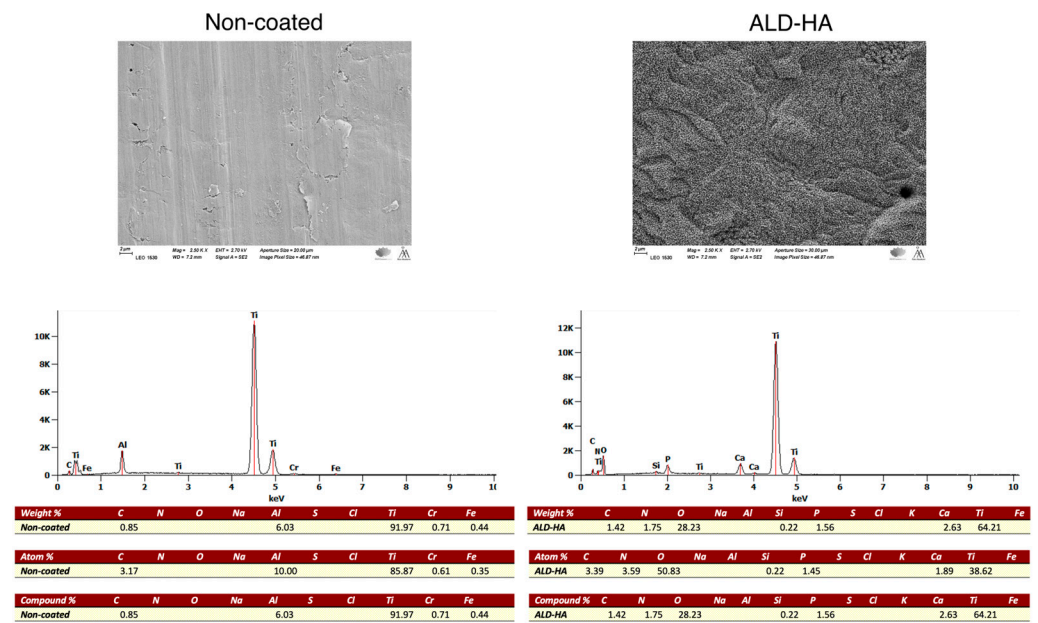 Non-coated
ALD-HA
2 µm
LEO 1530
Mag = 2.50 K X
EHT = 2.70 kV
Aperture Size = 20.00 µm
WD = 7.2 mm
Signal A = SE2
Image Pixel Size = 46.87 nm
2 µm
LEO 1530
Mag = 2.50 K X
EHT = 2.70 kV
Aperture Size = 20.00 µm
WD = 7.2 mm
Signal A = SE2
Image Pixel Size = 46.87 nm
10K
8K
6K
4K
2K
0
C
Ti
Fe
Al
Ti
Ti
Ti
Cr
Fe
0 1 2 3 4 5 6 7 8 9 10
keV
12K
10K
8K
6K
4K
2K
0
C
N
Ti
O
Si
P
Ti
Ca
Ca
Ti
Ti
0 1 2 3 4 5 6 7 8 9 10
keV
Weight % C N O Na Al S Cl Ti Cr Fe
Non-coated 0.85 6.03 91.97 0.71 0.44
Atom % C N O Na Al S Cl Ti Cr Fe
Non-coated 3.17 10.00 85.87 0.61 0.35
Compound % C N O Na Al S Cl Ti Cr Fe
Non-coated 0.85 6.03 91.97 0.71 0.44
Weight % C N O Na Al Si P S Cl K Ca Ti Fe
ALD-HA 1.42 1.75 28.23 0.22 1.56 2.63 64.21
Atom % C N O Na Al Si P S Cl K Ca Ti Fe
ALD-HA 3.39 3.59 50.83 0.22 1.45 1.89 38.62
Compound % C N O Na Al Si P S Cl K Ca Ti Fe
ALD-HA 1.42 1.75 28.23 0.22 1.56 2.63 64.21